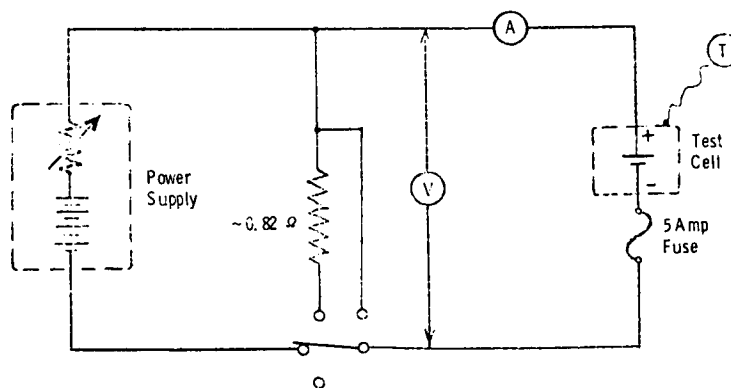 A
T
+
Test
Cell
-
Power
Supply
V
~0.82 Ω
5 Amp
Fuse